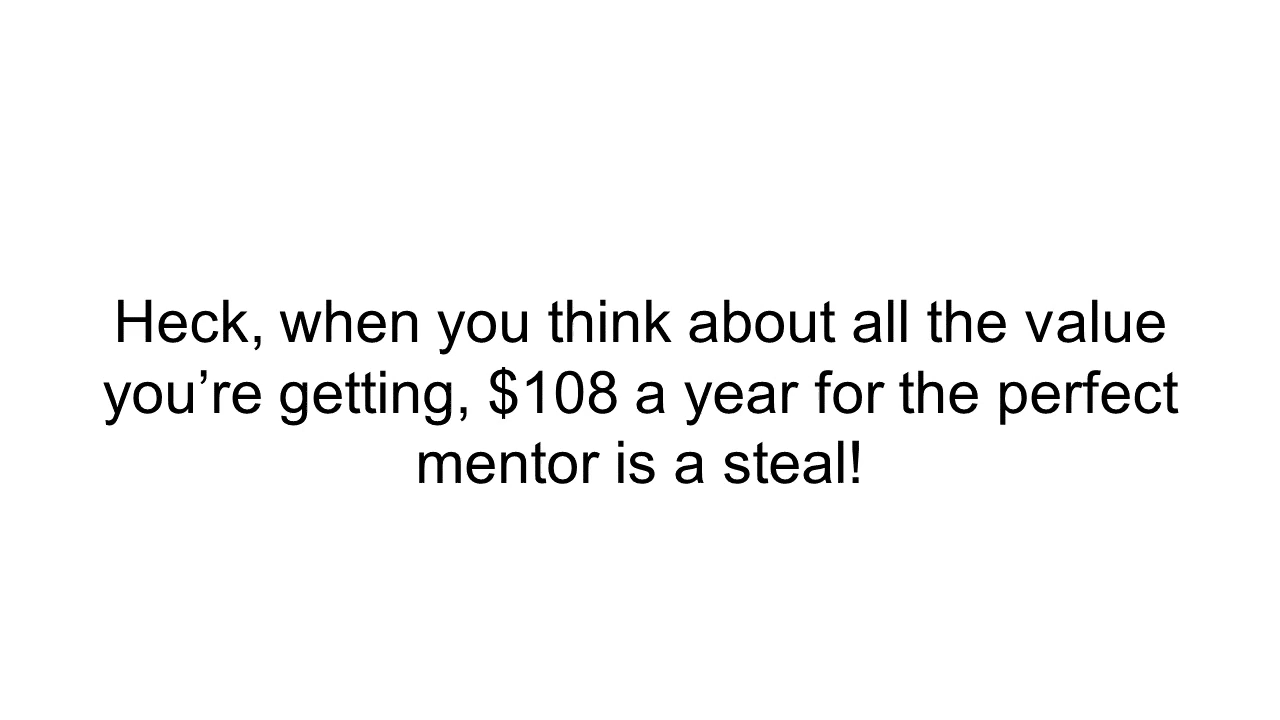 Heck, when you think about all the value
you’re getting, $108 a year for the perfect
mentor is a steal!